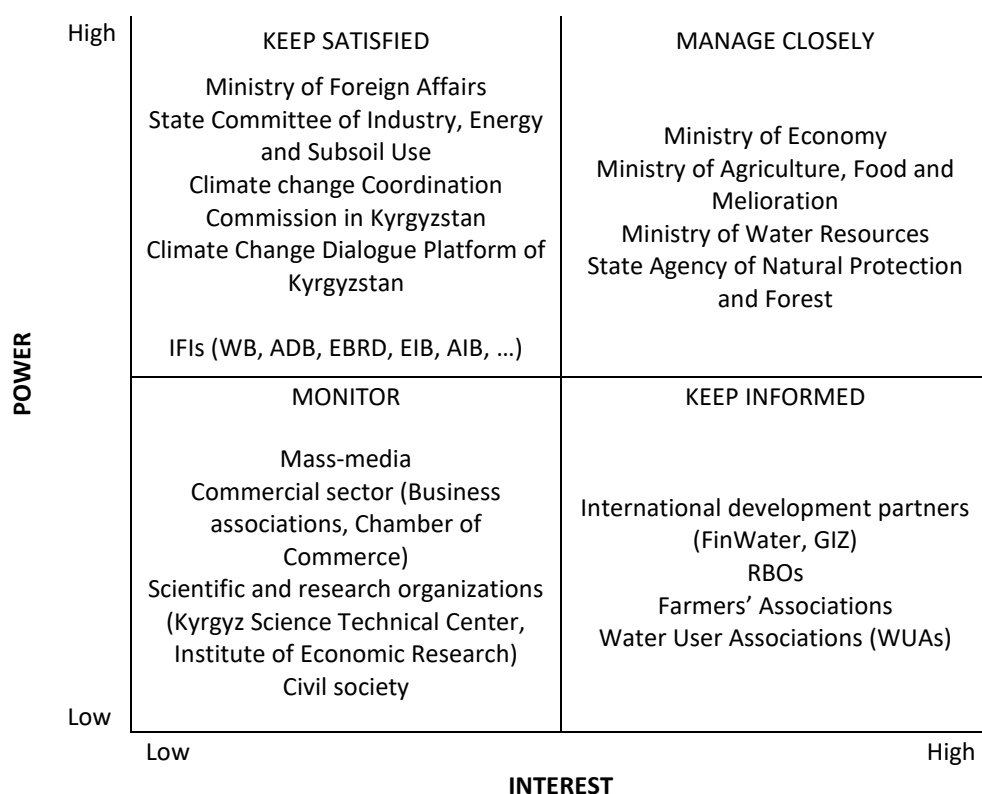 High
KEEP SATISFIED
Ministry of Foreign Affairs
State Committee of Industry, Energy
and Subsoil Use
Climate change Coordination
Commission in Kyrgyzstan
Climate Change Dialogue Platform of
Kyrgyzstan
IFIs (WB, ADB, EBRD, EIB, AIB, ...)
MANAGE CLOSELY
Ministry of Economy
Ministry of Agriculture, Food and
Melioration
Ministry of Water Resources
State Agency of Natural Protection
and Forest
POWER
MONITOR
Mass-media
Commercial sector (Business
associations, Chamber of
Commerce)
Scientific and research organizations
(Kyrgyz Science Technical Center,
Institute of Economic Research)
Civil society
KEEP INFORMED
International development partners
(FinWater, GIZ)
RBOs
Farmers’ Associations
Water User Associations (WUAs)
Low
Low
High
INTEREST